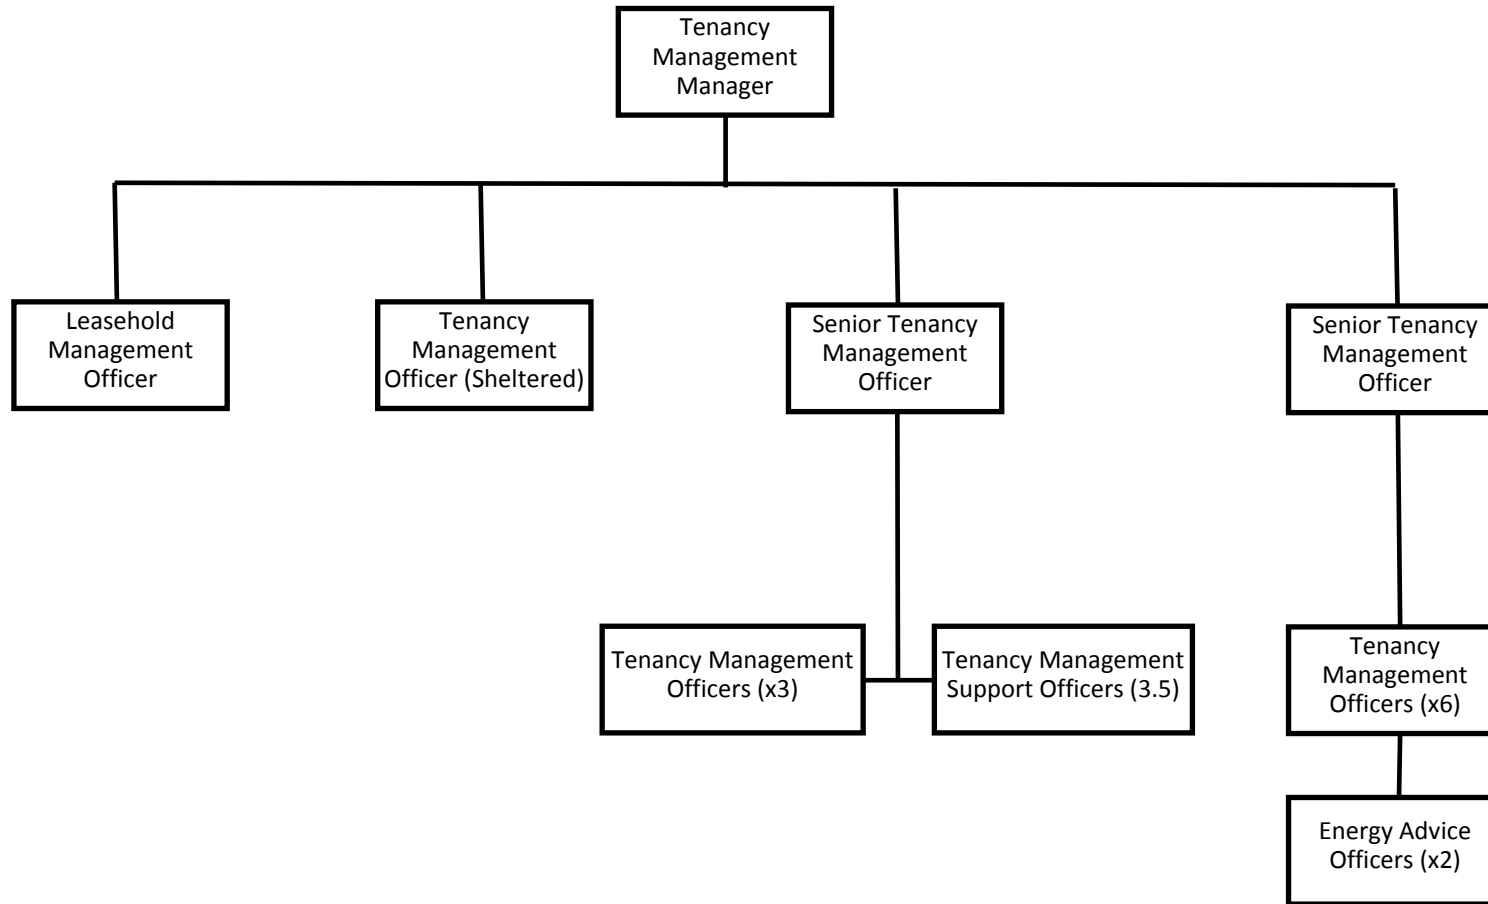 Tenancy
Management
Manager
Leasehold
Management
Officer
Tenancy
Management
Officer (Sheltered)
Senior Tenancy
Management
Officer
Senior Tenancy
Management
Officer
Tenancy Management
Officers (x3)
Tenancy Management
Support Officers (3.5)
Tenancy
Management
Officers (x6)
Energy Advice
Officers (x2)